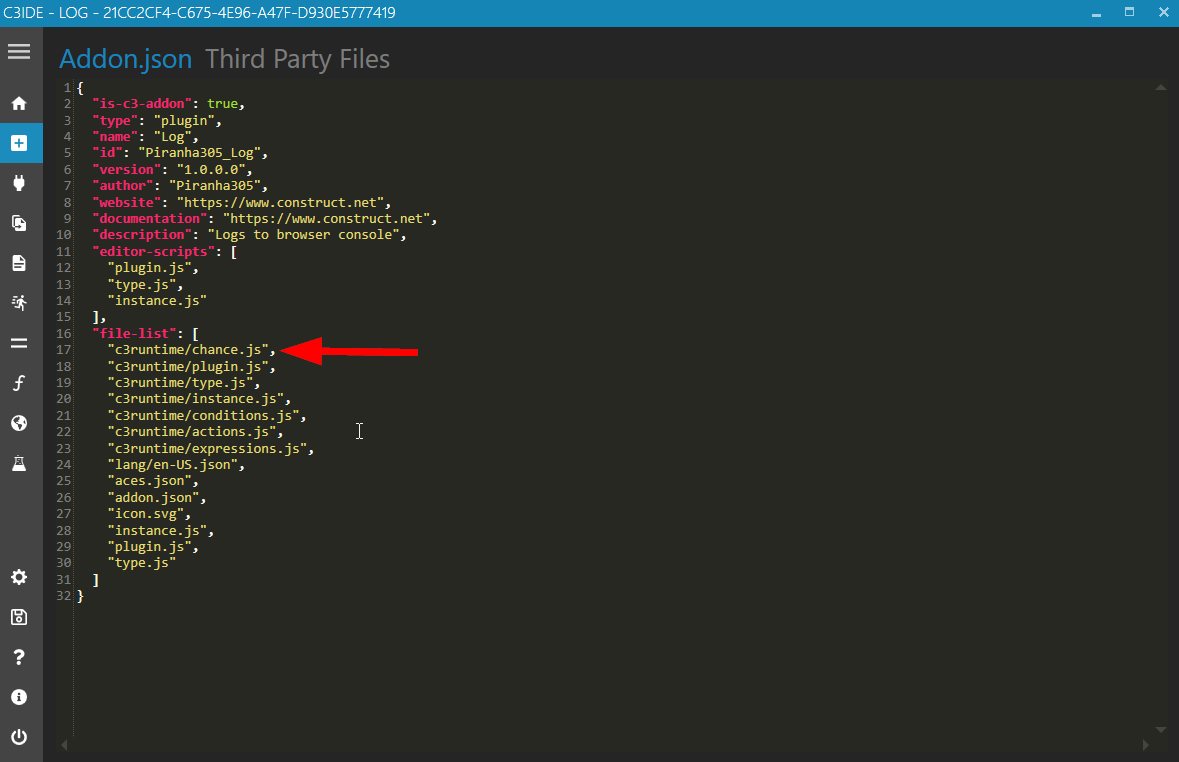 C3IDE - LOG - 21CC2CF4-C675-4E96-A47F-D930E5777419
Addon.json Third Party Files
1 {
2 "is-c3-addon": true,
3 "type": "plugin",
4 "name": "Log",
5 "id": "Piranha305_Log",
6 "version": "1.0.0.0",
7 "author": "Piranha305",
8 "website": "https://www.construct.net",
9 "documentation": "https://www.construct.net",
10 "description": "Logs to browser console",
11 "editor-scripts": [
12 "plugin.js",
13 "type.js",
14 "instance.js"
15 ],
16 "file-list": [
17 "c3runtime/chance.js",
18 "c3runtime/plugin.js",
19 "c3runtime/type.js",
20 "c3runtime/instance.js",
21 "c3runtime/conditions.js",
22 "c3runtime/actions.js",
23 "c3runtime/expressions.js",
24 "lang/en-US.json",
25 "aces.json",
26 "addon.json",
27 "icon.svg",
28 "instance.js",
29 "plugin.js",
30 "type.js"
31 ]
32 }